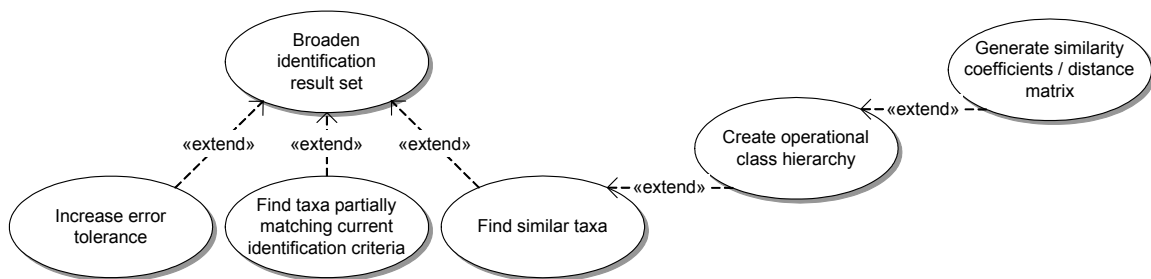 Broaden
identification
result set
Generate similarity
coefficients / distance
matrix
«extend»
Create operational
class hierarchy
«extend»
«extend»
«extend»
«extend»
Increase error
tolerance
Find taxa partially
matching current
identification criteria
Find similar taxa